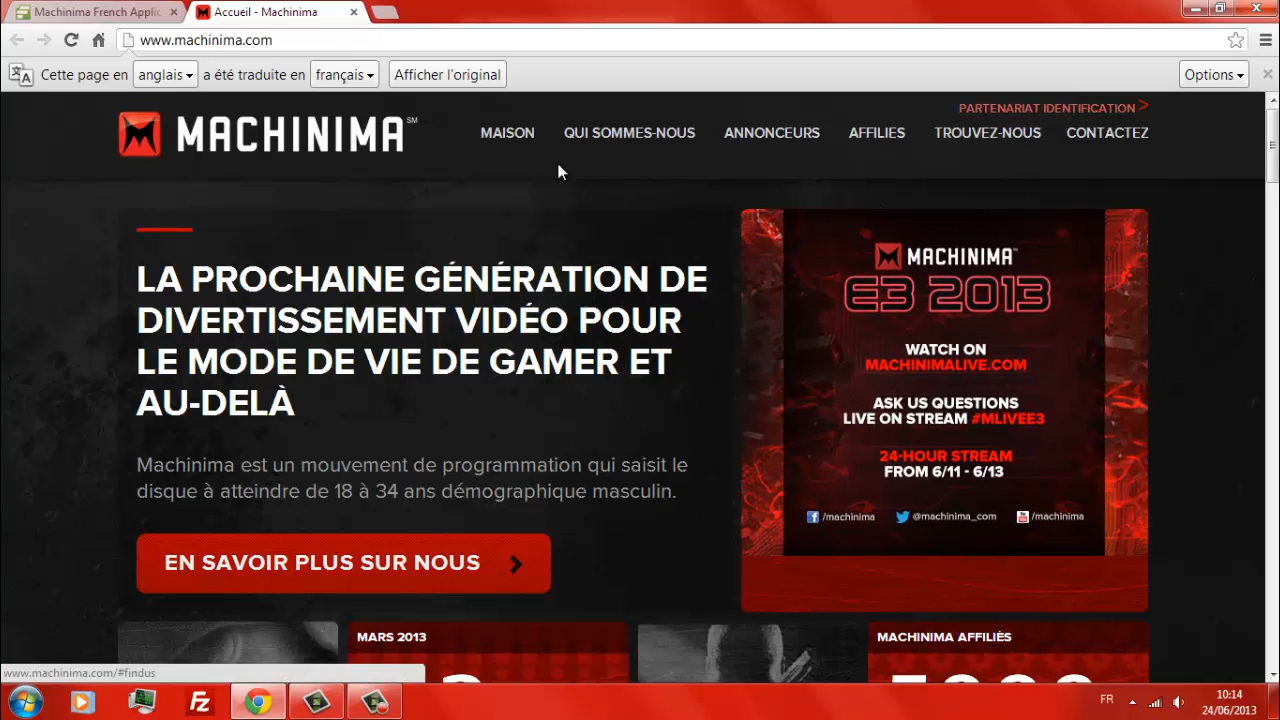 Machinima French Applic
Accueil - Machinima
www.machinima.com
Cette page en anglais a été traduite en français Afficher l'original Options
PARTENARIAT IDENTIFICATION >
MACHINIMA SM
MAISON QUI SOMMES-NOUS ANNONCEURS AFFILIES TROUVEZ-NOUS CONTACTEZ
LA PROCHAINE GÉNÉRATION DE
DIVERTISSEMENT VIDÉO POUR
LE MODE DE VIE DE GAMER ET
AU-DELÀ
Machinima est un mouvement de programmation qui saisit le
disque à atteindre de 18 à 34 ans démographique masculin.
EN SAVOIR PLUS SUR NOUS
MACHINIMA
E3 2013
WATCH ON
MACHINIMALIVE.COM
ASK US QUESTIONS
LIVE ON STREAM #MLIVEE3
24-HOUR STREAM
FROM 6/11 - 6/13
/machinima @machinima_com /machinima
MARS 2013
MACHINIMA AFFILIÉS
www.machinima.com/#findus
FR
10:14
24/06/2013